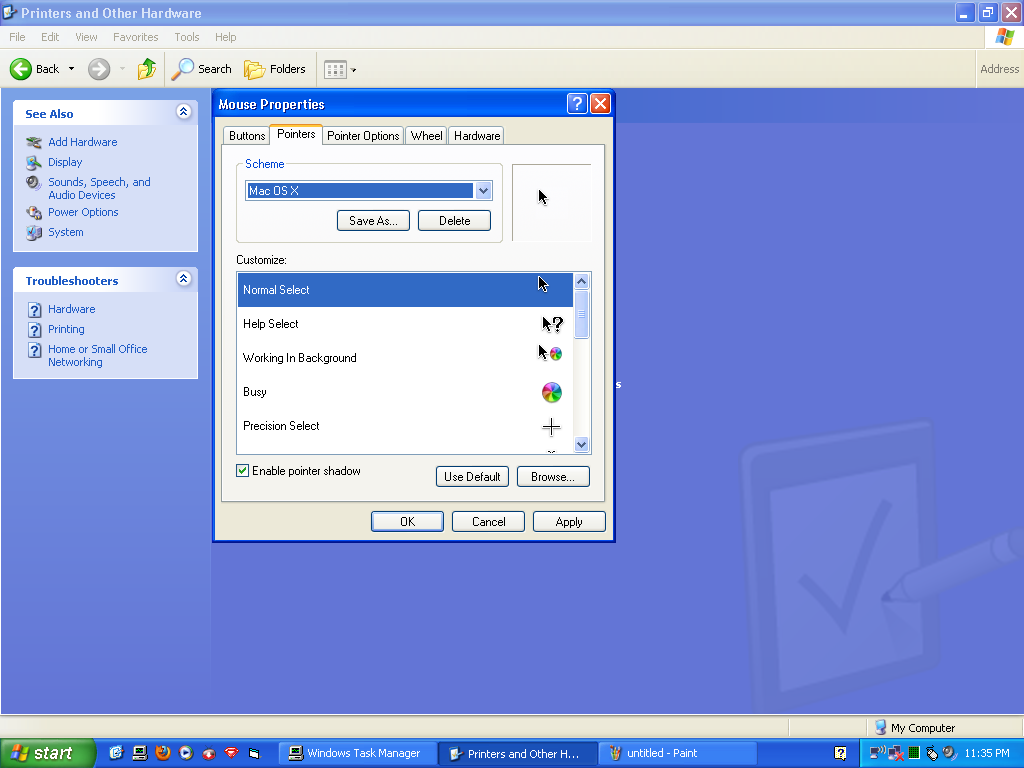 Printers and Other Hardware
File Edit View Favorites Tools Help
Back Search Folders Address
See Also
Add Hardware
Display
Sounds, Speech, and
Audio Devices
Power Options
System
Troubleshooters
Hardware
Printing
Home or Small Office
Networking
Mouse Properties
Buttons Pointers Pointer Options Wheel Hardware
Scheme
Mac OS X
Save As... Delete
Customize:
Normal Select
Help Select
Working In Background
Busy
Precision Select
Enable pointer shadow
Use Default Browse...
OK Cancel Apply
s
My Computer
start Windows Task Manager Printers and Other H... untitled - Paint 11:35 PM